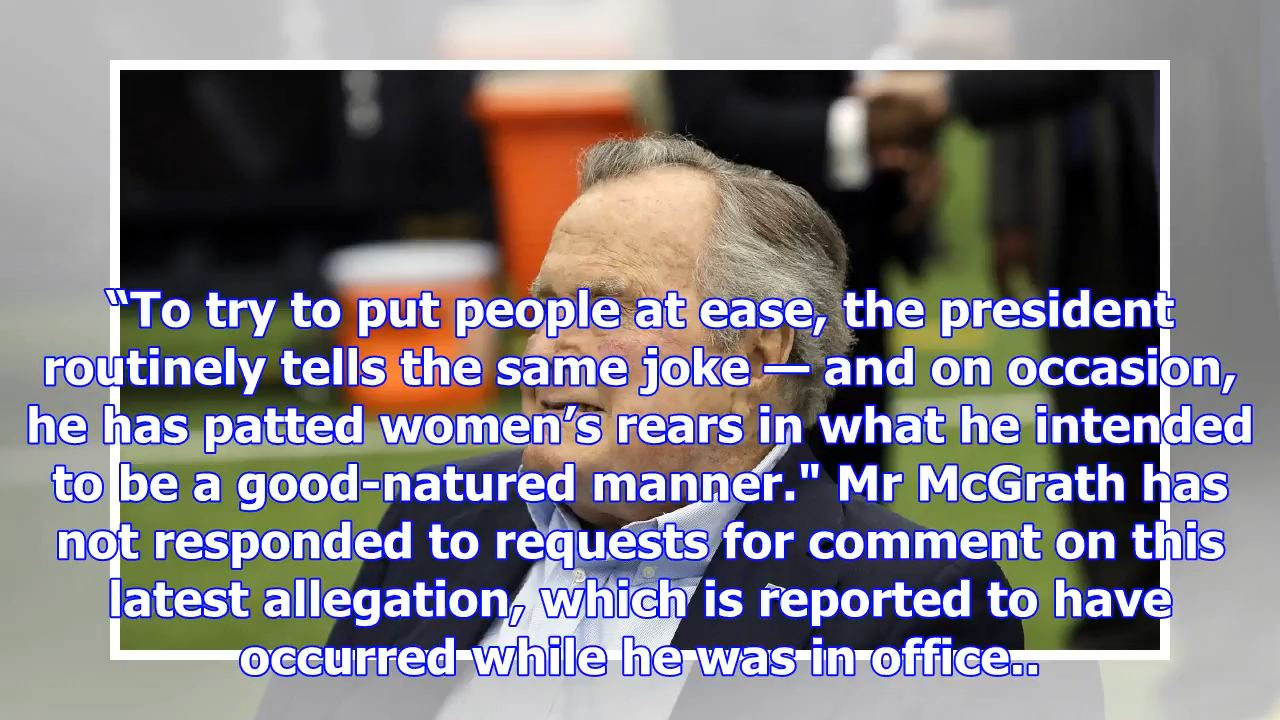 “To try to put people at ease, the president
routinely tells the same joke — and on occasion,
he has patted women’s rears in what he intended
to be a good-natured manner." Mr McGrath has
not responded to requests for comment on this
latest allegation, which is reported to have
occurred while he was in office..